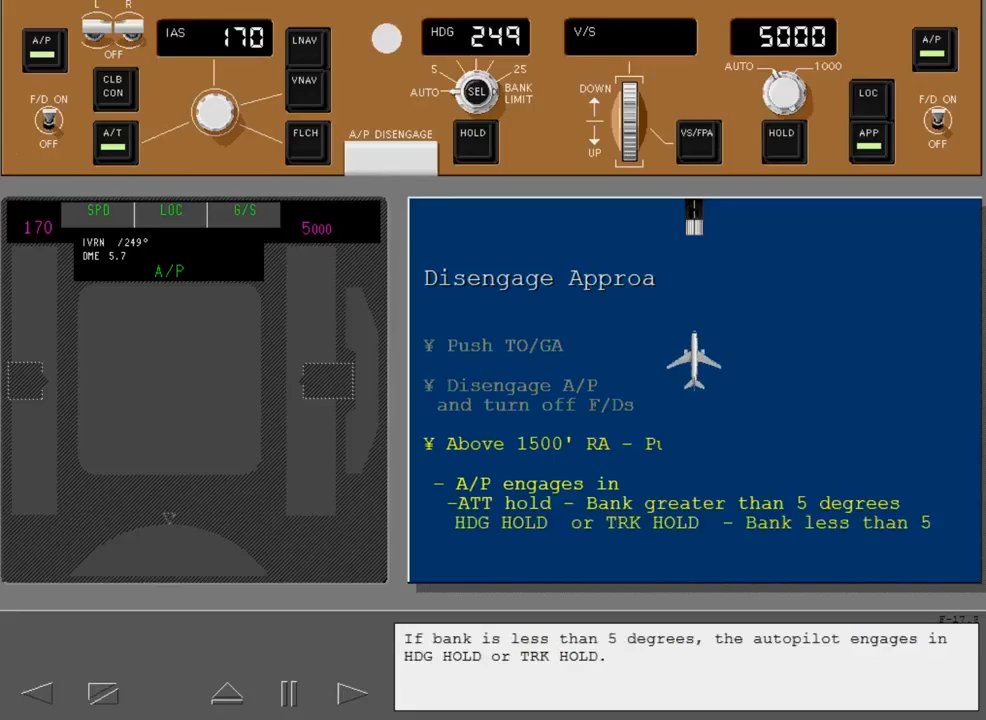 L R
A/P
OFF
IAS 170
LNAV
HDG 249
V/S
5000
A/P
CLB
CON
VNAV
5 25
AUTO
SEL
BANK
LIMIT
DOWN
UP
AUTO 1000
LOC
F/D ON
OFF
A/T
FLCH
A/P DISENGAGE
HOLD
VS/FPA
HOLD
APP
F/D ON
OFF
170
SPD LOC G/S
5000
IVRN /249°
DME 5.7
A/P
Disengage Approa
¥ Push TO/GA
¥ Disengage A/P
and turn off F/Ds
¥ Above 1500' RA - Pu
- A/P engages in
-ATT hold - Bank greater than 5 degrees
HDG HOLD or TRK HOLD - Bank less than 5
If bank is less than 5 degrees, the autopilot engages in
HDG HOLD or TRK HOLD.